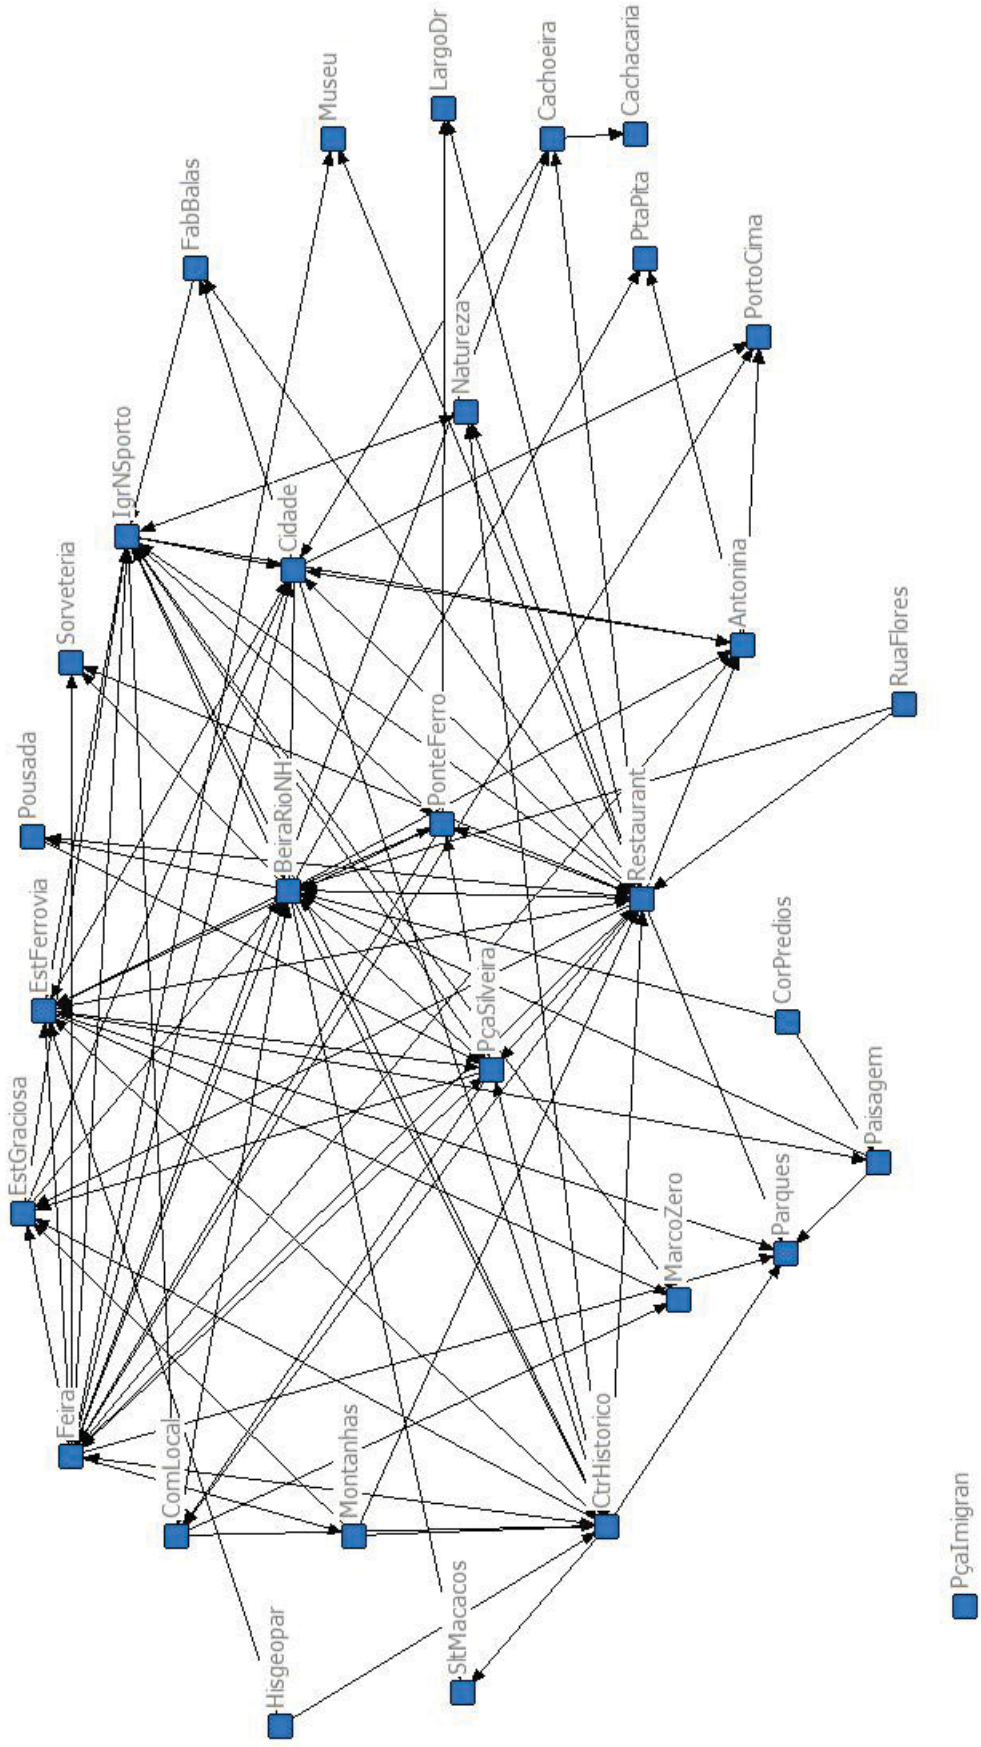 Museu
LargoDr
Cachoeira
Cachacaria
FabBalas
PtaPita
PortoCima
Natureza
IgrNSporto
Cidade
Sorveteria
Antonina
RuaFlores
Pousada
BeiraRioNH
PonteFerro
Restaurant
EstFerrovia
PçaSilveira
CorPredios
Paisagem
EstGraciosa
MarcoZero
Parques
Feira
ComLocal
Montanhas
CtrHistorico
PçaImigran
SltMacacos
Hisgeopar